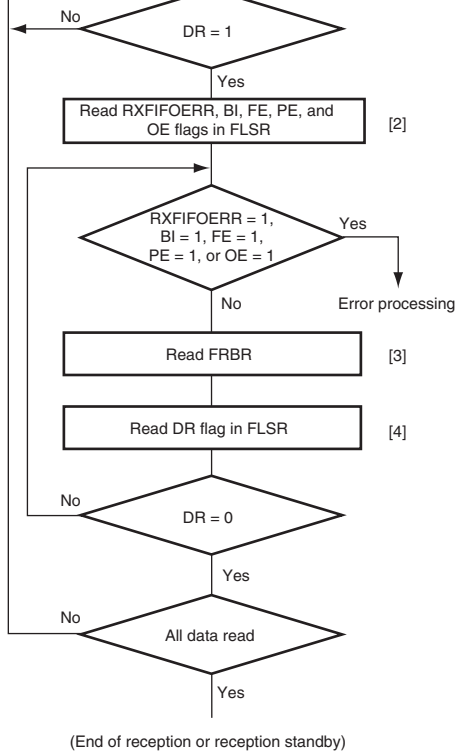 No
DR = 1
Yes
Read RXFIFOERR, BI, FE, PE, and
OE flags in FLSR
[2]
RXFIFOERR = 1,
BI = 1, FE = 1,
PE = 1, or OE = 1
Yes
No
Error processing
Read FRBR
[3]
Read DR flag in FLSR
[4]
No
DR = 0
Yes
No
All data read
Yes
(End of reception or reception standby)